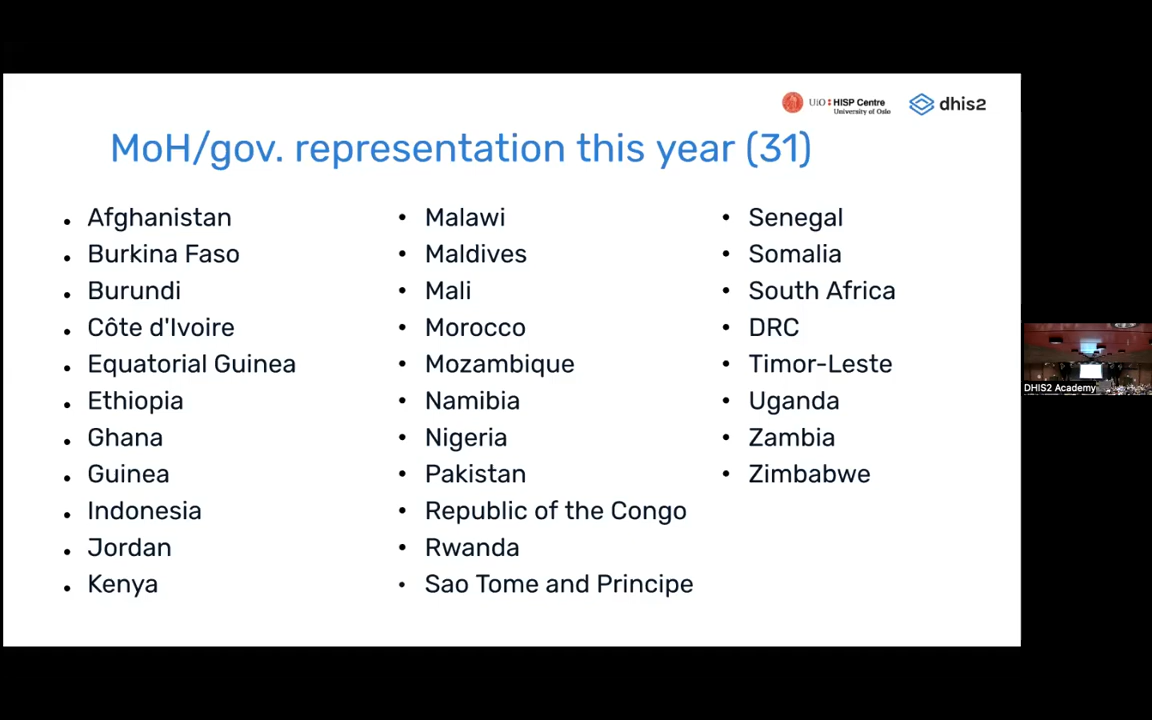 UiO HISP Centre
University of Oslo
dhis2
MoH/gov. representation this year (31)
• Afghanistan
• Burkina Faso
• Burundi
• Côte d'Ivoire
• Equatorial Guinea
• Ethiopia
• Ghana
• Guinea
• Indonesia
• Jordan
• Kenya
• Malawi
• Maldives
• Mali
• Morocco
• Mozambique
• Namibia
• Nigeria
• Pakistan
• Republic of the Congo
• Rwanda
• Sao Tome and Principe
• Senegal
• Somalia
• South Africa
• DRC
• Timor-Leste
• Uganda
• Zambia
• Zimbabwe
DHIS2 Academy